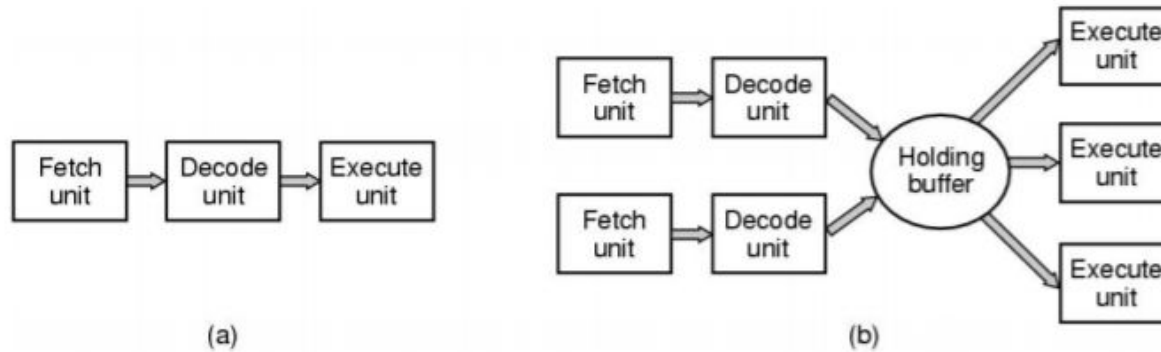 Fetch
unit
Decode
unit
Execute
unit
(a)
Fetch
unit
Decode
unit
Fetch
unit
Decode
unit
Holding
buffer
Execute
unit
Execute
unit
Execute
unit
(b)